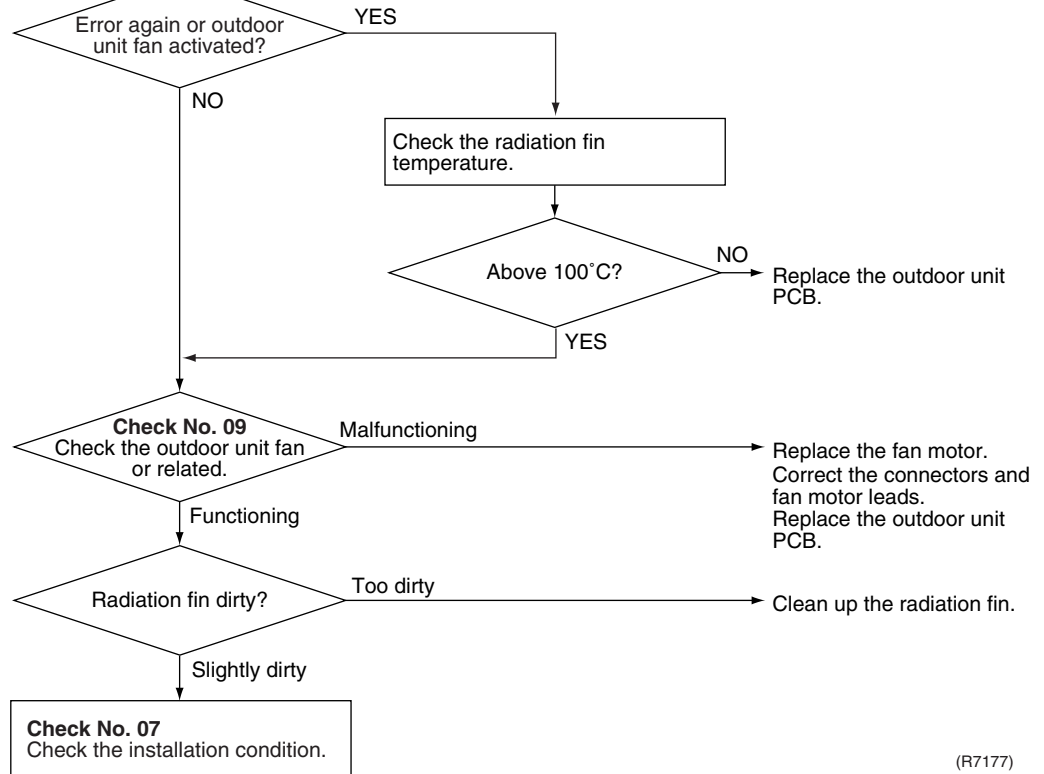 Error again or outdoor
unit fan activated?
YES
NO
Check the radiation fin
temperature.
Above 100˚C?
NO
Replace the outdoor unit
PCB.
YES
Check No. 09
Check the outdoor unit fan
or related.
Malfunctioning
Replace the fan motor.
Correct the connectors and
fan motor leads.
Replace the outdoor unit
PCB.
Functioning
Radiation fin dirty?
Too dirty
Clean up the radiation fin.
Slightly dirty
Check No. 07
Check the installation condition.
(R7177)